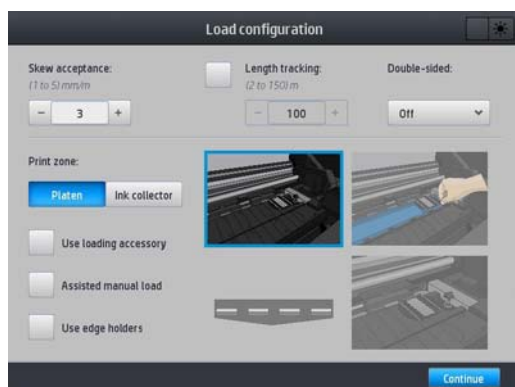 Load configuration
Skew acceptance:
(1 to 5) mm/m
- 3 +
Length tracking:
(2 to 150) m
- 100 +
Double-sided:
Off
Print zone:
Platen
Ink collector
Use loading accessory
Assisted manual load
Use edge holders
Continue